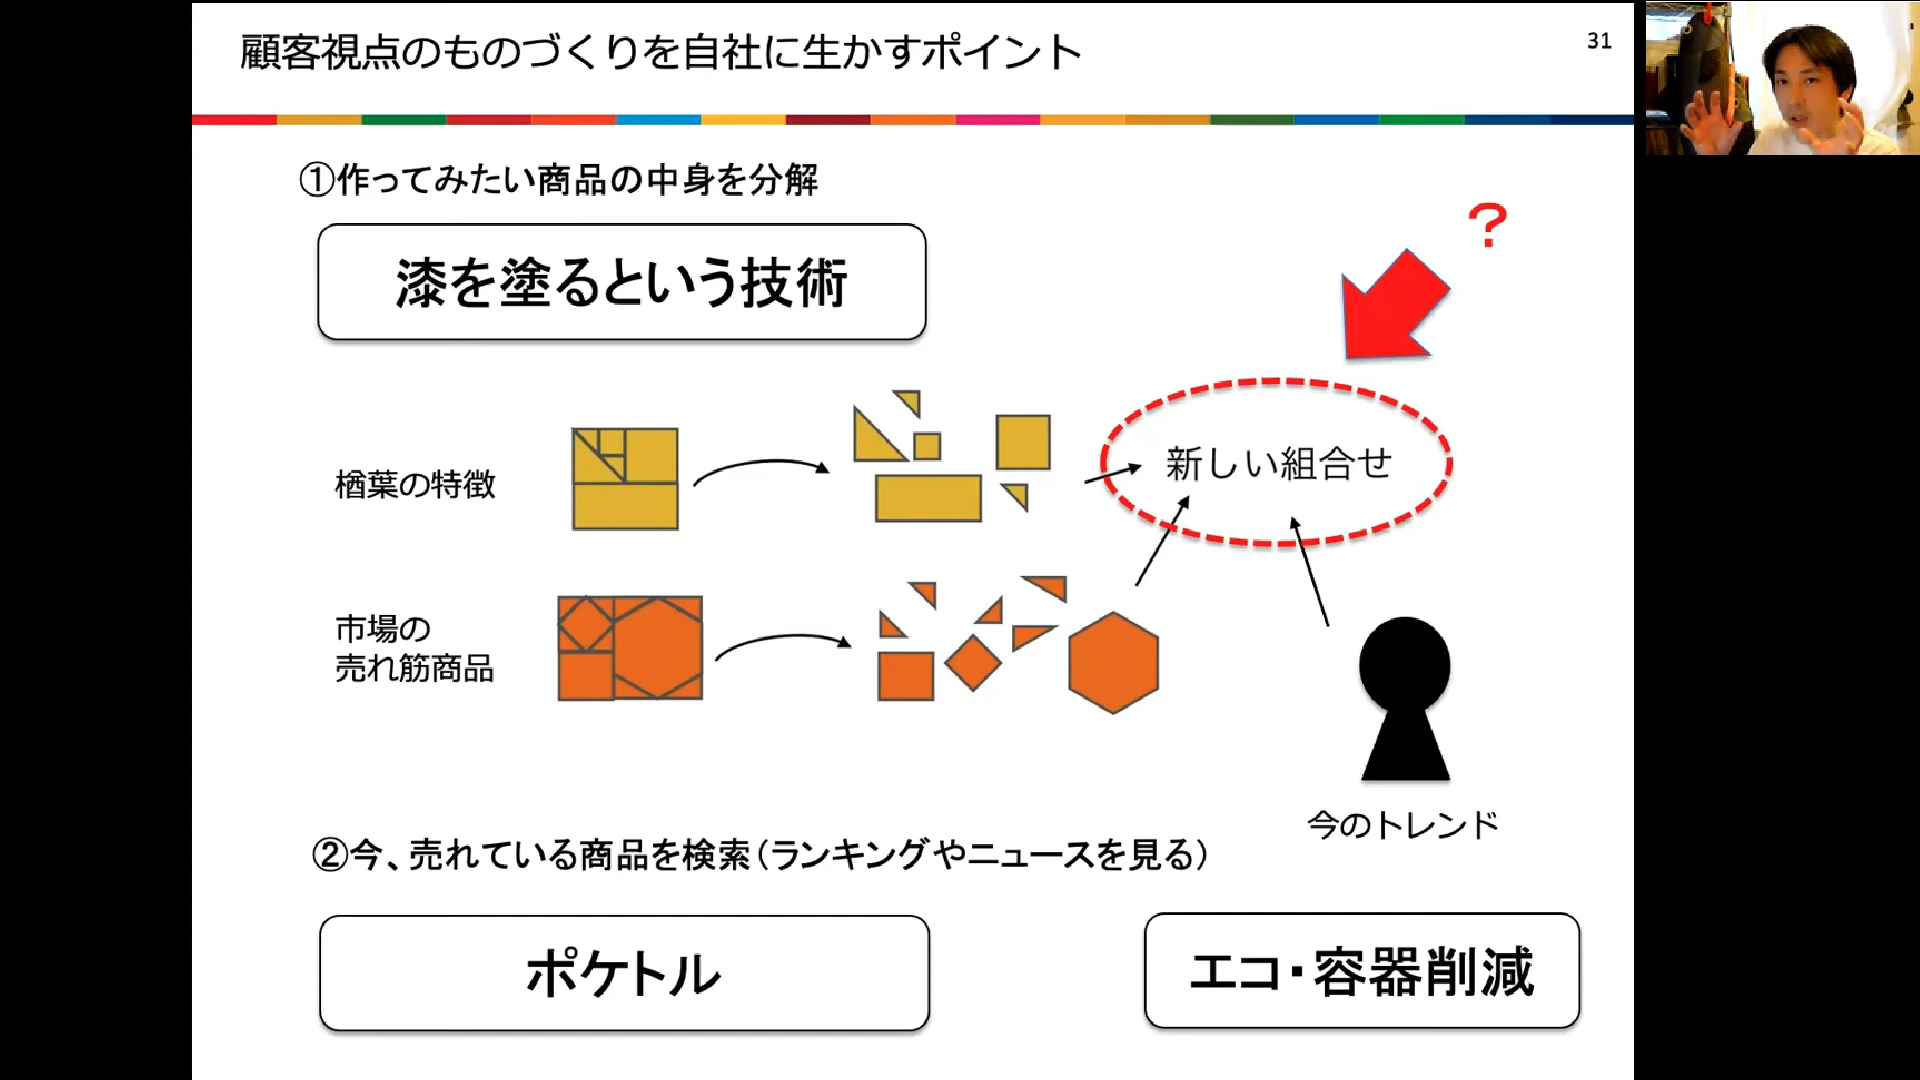 顧客視点のものづくりを自社に生かすポイント
31
①作ってみたい商品の中身を分解
漆を塗るという技術
?
楢葉の特徴
新しい組合せ
市場の
売れ筋商品
今のトレンド
②今、売れている商品を検索(ランキングやニュースを見る)
ポケトル
エコ・容器削減